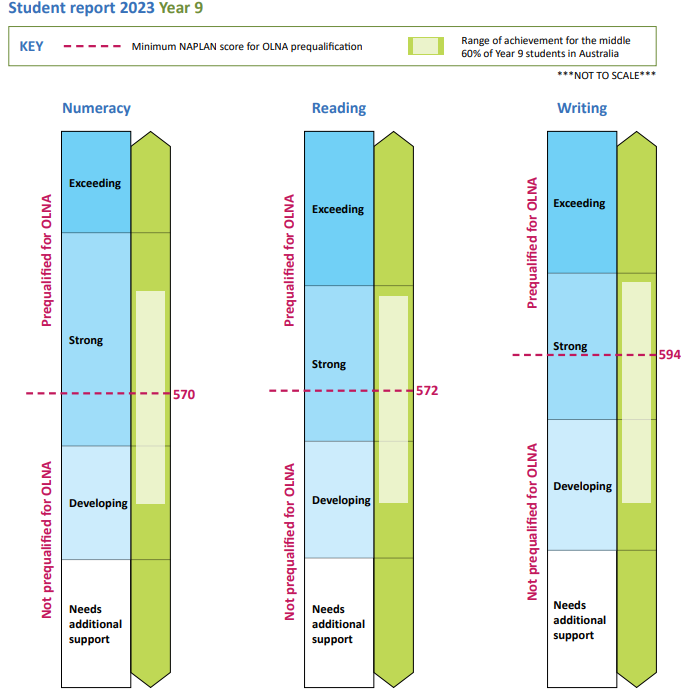 Student report 2023 Year 9
KEY
Minimum NAPLAN score for OLNA prequalification
Range of achievement for the middle
60% of Year 9 students in Australia
***NOT TO SCALE***
Numeracy
Prequalified for OLNA
Not prequalified for OLNA
Exceeding
Strong
570
Developing
Needs
additional
support
Reading
Prequalified for OLNA
Not prequalified for OLNA
Exceeding
Strong
572
Developing
Needs
additional
support
Writing
Prequalified for OLNA
Not prequalified for OLNA
Exceeding
Strong
594
Developing
Needs
additional
support